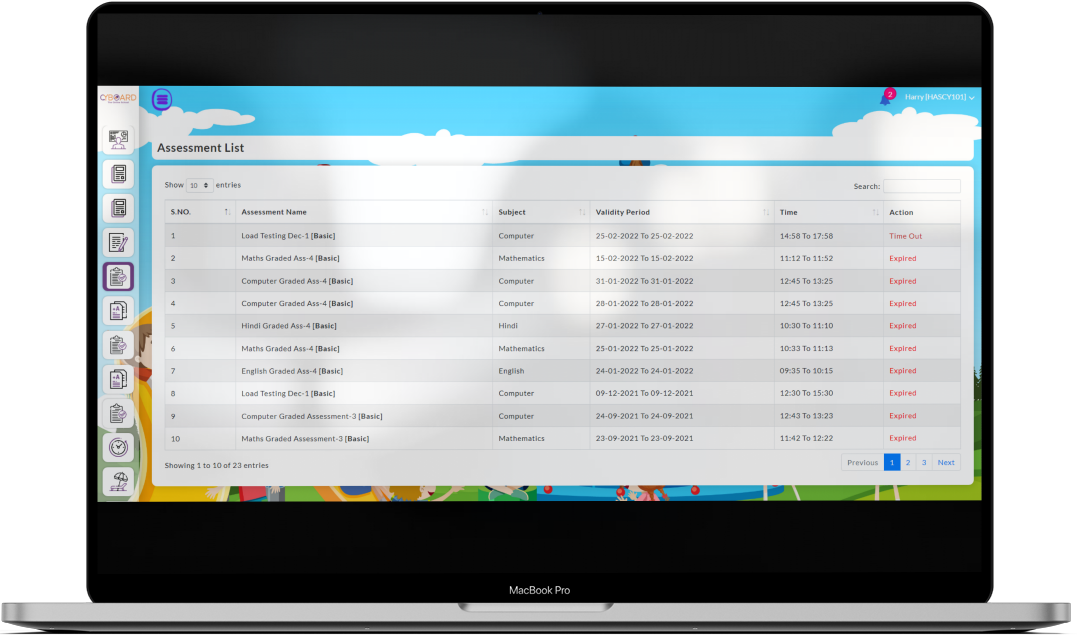 CYBOARD
2
Harry [HASCY101]
Assessment List
Show 10 entries
Search:
S.NO. Assessment Name Subject Validity Period Time Action
1 Load Testing Dec-1 [Basic] Computer 25-02-2022 To 25-02-2022 14:58 To 17:58 Time Out
2 Maths Graded Ass-4 [Basic] Mathematics 15-02-2022 To 15-02-2022 11:12 To 11:52 Expired
3 Computer Graded Ass-4 [Basic] Computer 31-01-2022 To 31-01-2022 12:45 To 13:25 Expired
4 Computer Graded Ass-4 [Basic] Computer 28-01-2022 To 28-01-2022 12:45 To 13:25 Expired
5 Hindi Graded Ass-4 [Basic] Hindi 27-01-2022 To 27-01-2022 10:30 To 11:10 Expired
6 Maths Graded Ass-4 [Basic] Mathematics 25-01-2022 To 25-01-2022 10:33 To 11:13 Expired
7 English Graded Ass-4 [Basic] English 24-01-2022 To 24-01-2022 09:35 To 10:15 Expired
8 Load Testing Dec-1 [Basic] Computer 09-12-2021 To 09-12-2021 12:30 To 15:30 Expired
9 Computer Graded Assessment-3 [Basic] Computer 24-09-2021 To 24-09-2021 12:43 To 13:23 Expired
10 Maths Graded Assessment-3 [Basic] Mathematics 23-09-2021 To 23-09-2021 11:42 To 12:22 Expired
Showing 1 to 10 of 23 entries
Previous 1 2 3 Next
MacBook Pro